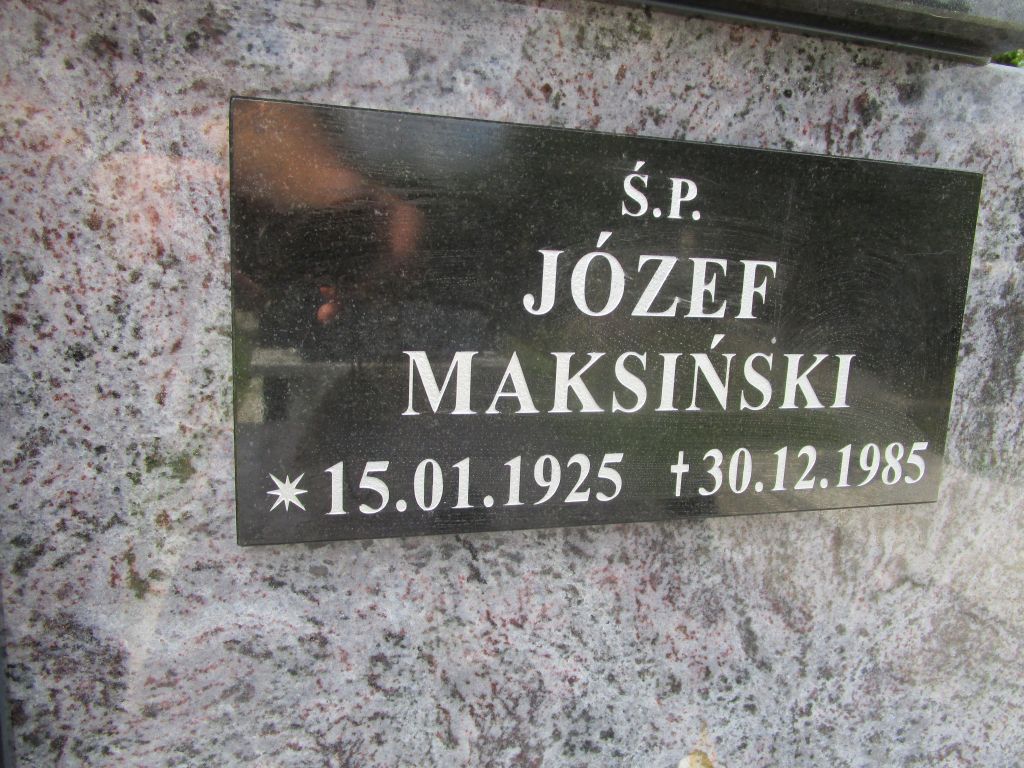 Ś.P.
JÓZEF
MAKSIŃSKI
✴15.01.1925 ✝30.12.1985